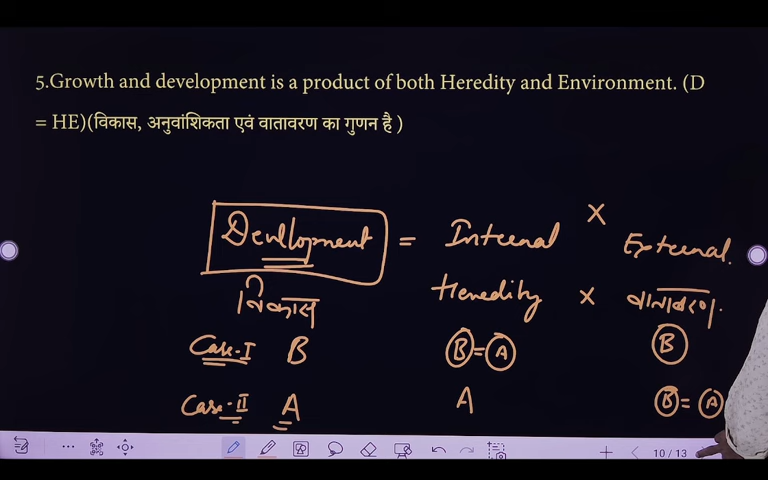 5.Growth and development is a product of both Heredity and Environment. (D
= HE)(विकास, अनुवांशिकता एवं वातावरण का गुणन है )
Development = Internal × External.
विकास Heredity × वातावरण.
Case-I B B=A B
Case-II A A B=A
10/13